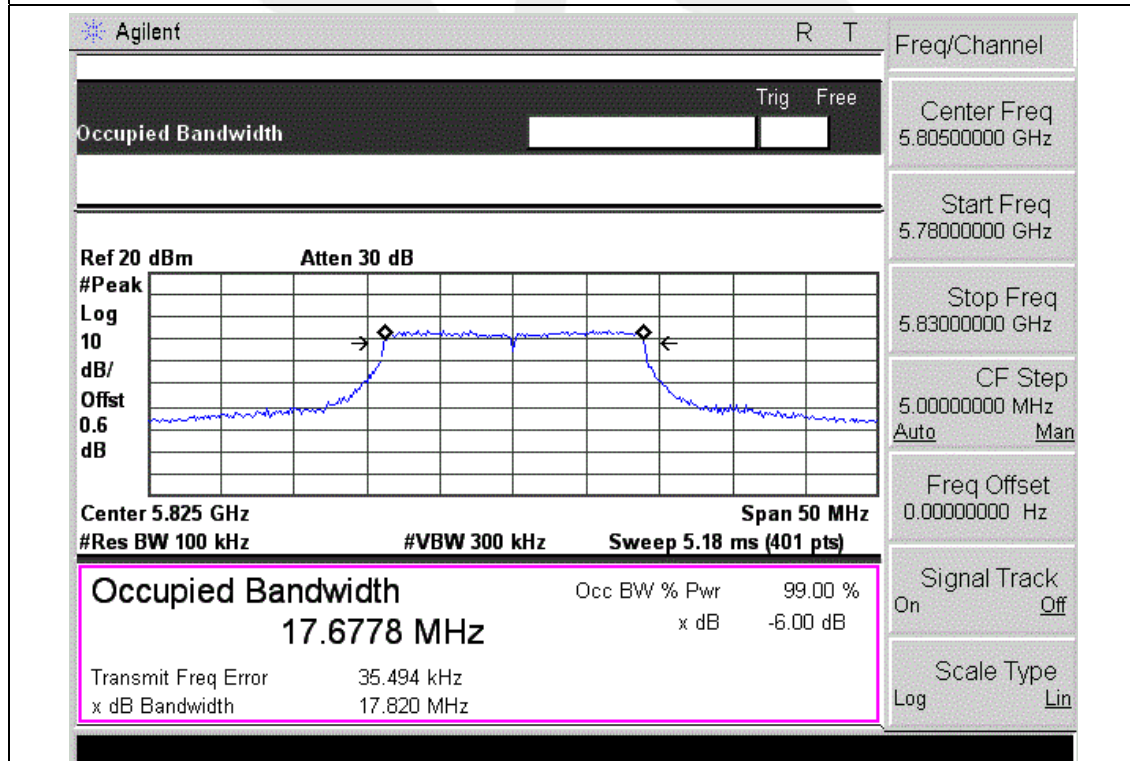 Agilent R T
Freq/Channel
Trig Free
Occupied Bandwidth
Center Freq
5.80500000 GHz
Start Freq
5.78000000 GHz
Stop Freq
5.83000000 GHz
CF Step
5.00000000 MHz
Auto Man
Freq Offset
0.00000000 Hz
Signal Track
On Off
Scale Type
Log Lin
Ref 20 dBm Atten 30 dB
#Peak
Log
10
dB/
Offst
0.6
dB
Center 5.825 GHz Span 50 MHz
#Res BW 100 kHz #VBW 300 kHz Sweep 5.18 ms (401 pts)
Occupied Bandwidth
17.6778 MHz
Occ BW % Pwr 99.00 %
x dB -6.00 dB
Transmit Freq Error 35.494 kHz
x dB Bandwidth 17.820 MHz